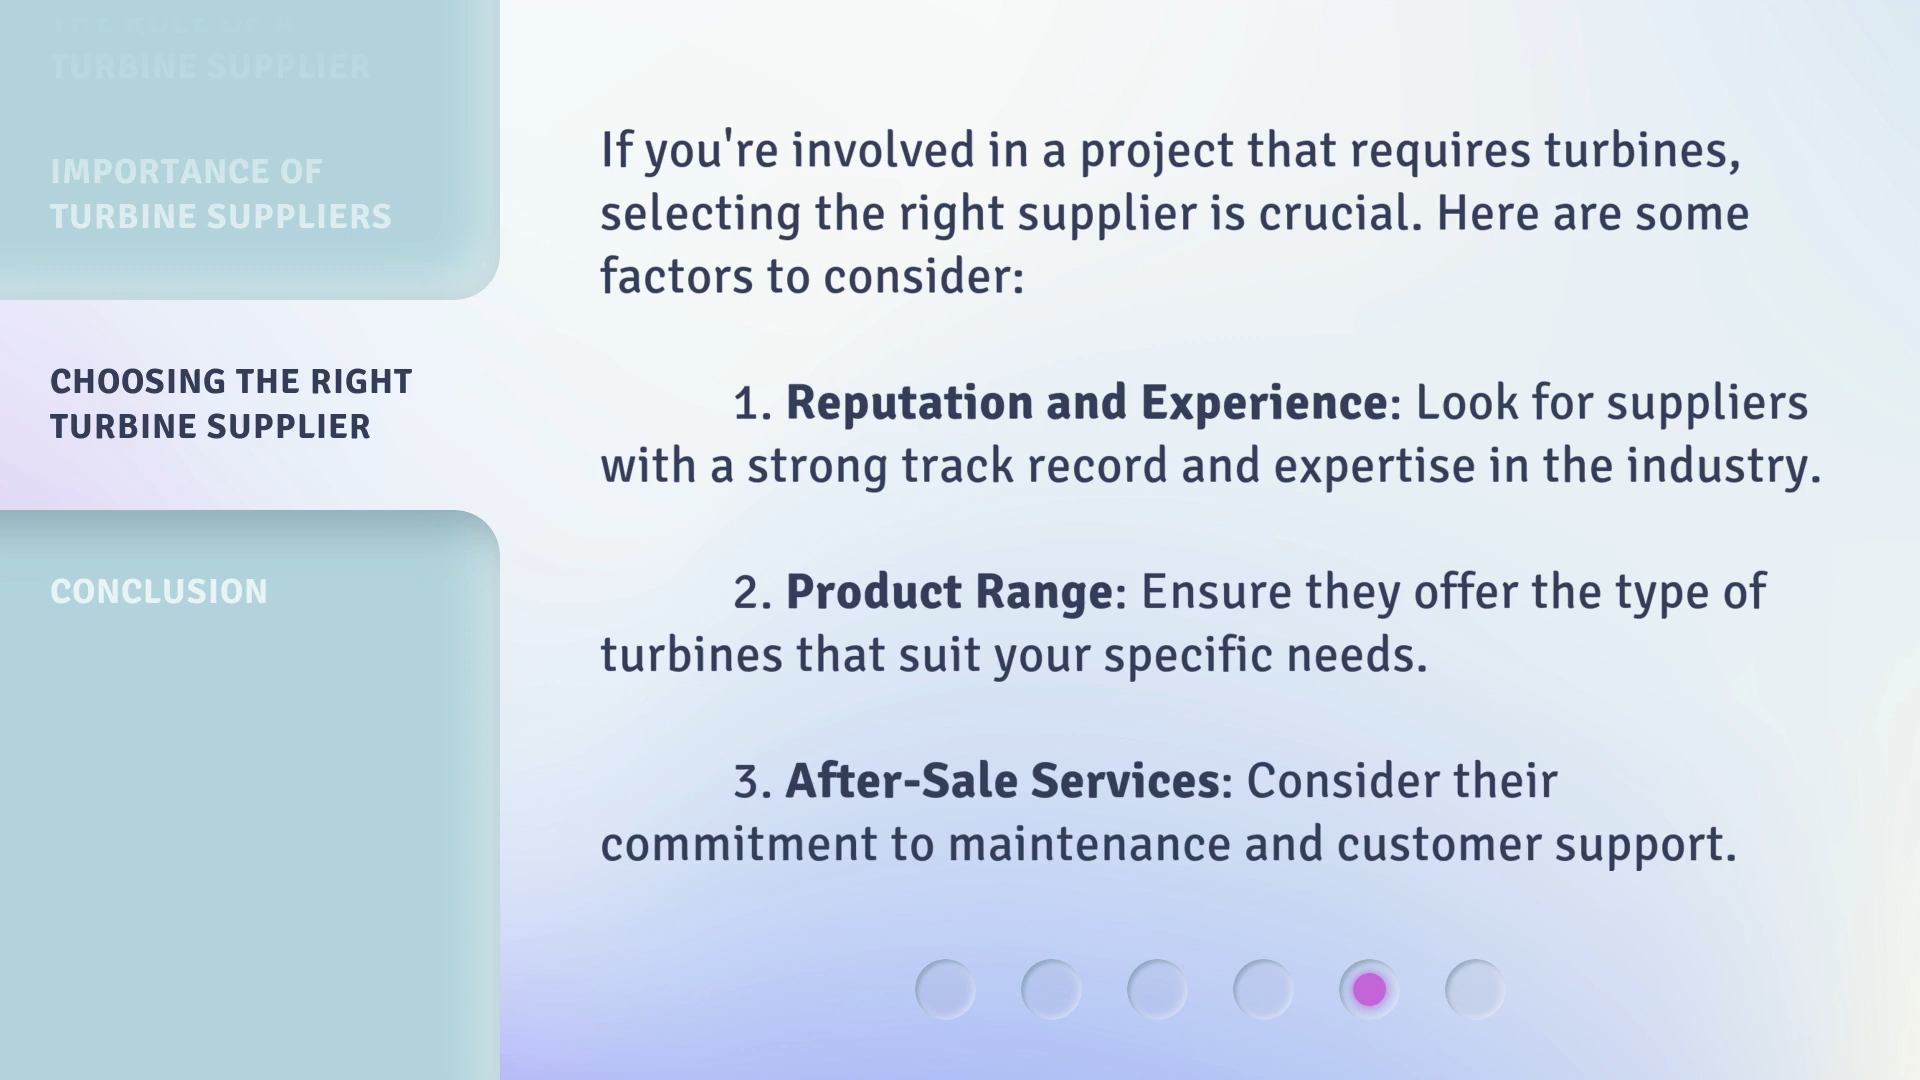 TURBINE SUPPLIER
IMPORTANCE OF
TURBINE SUPPLIERS
CHOOSING THE RIGHT
TURBINE SUPPLIER
CONCLUSION
If you're involved in a project that requires turbines,
selecting the right supplier is crucial. Here are some
factors to consider:
1. Reputation and Experience: Look for suppliers
with a strong track record and expertise in the industry.
2. Product Range: Ensure they offer the type of
turbines that suit your specific needs.
3. After-Sale Services: Consider their
commitment to maintenance and customer support.